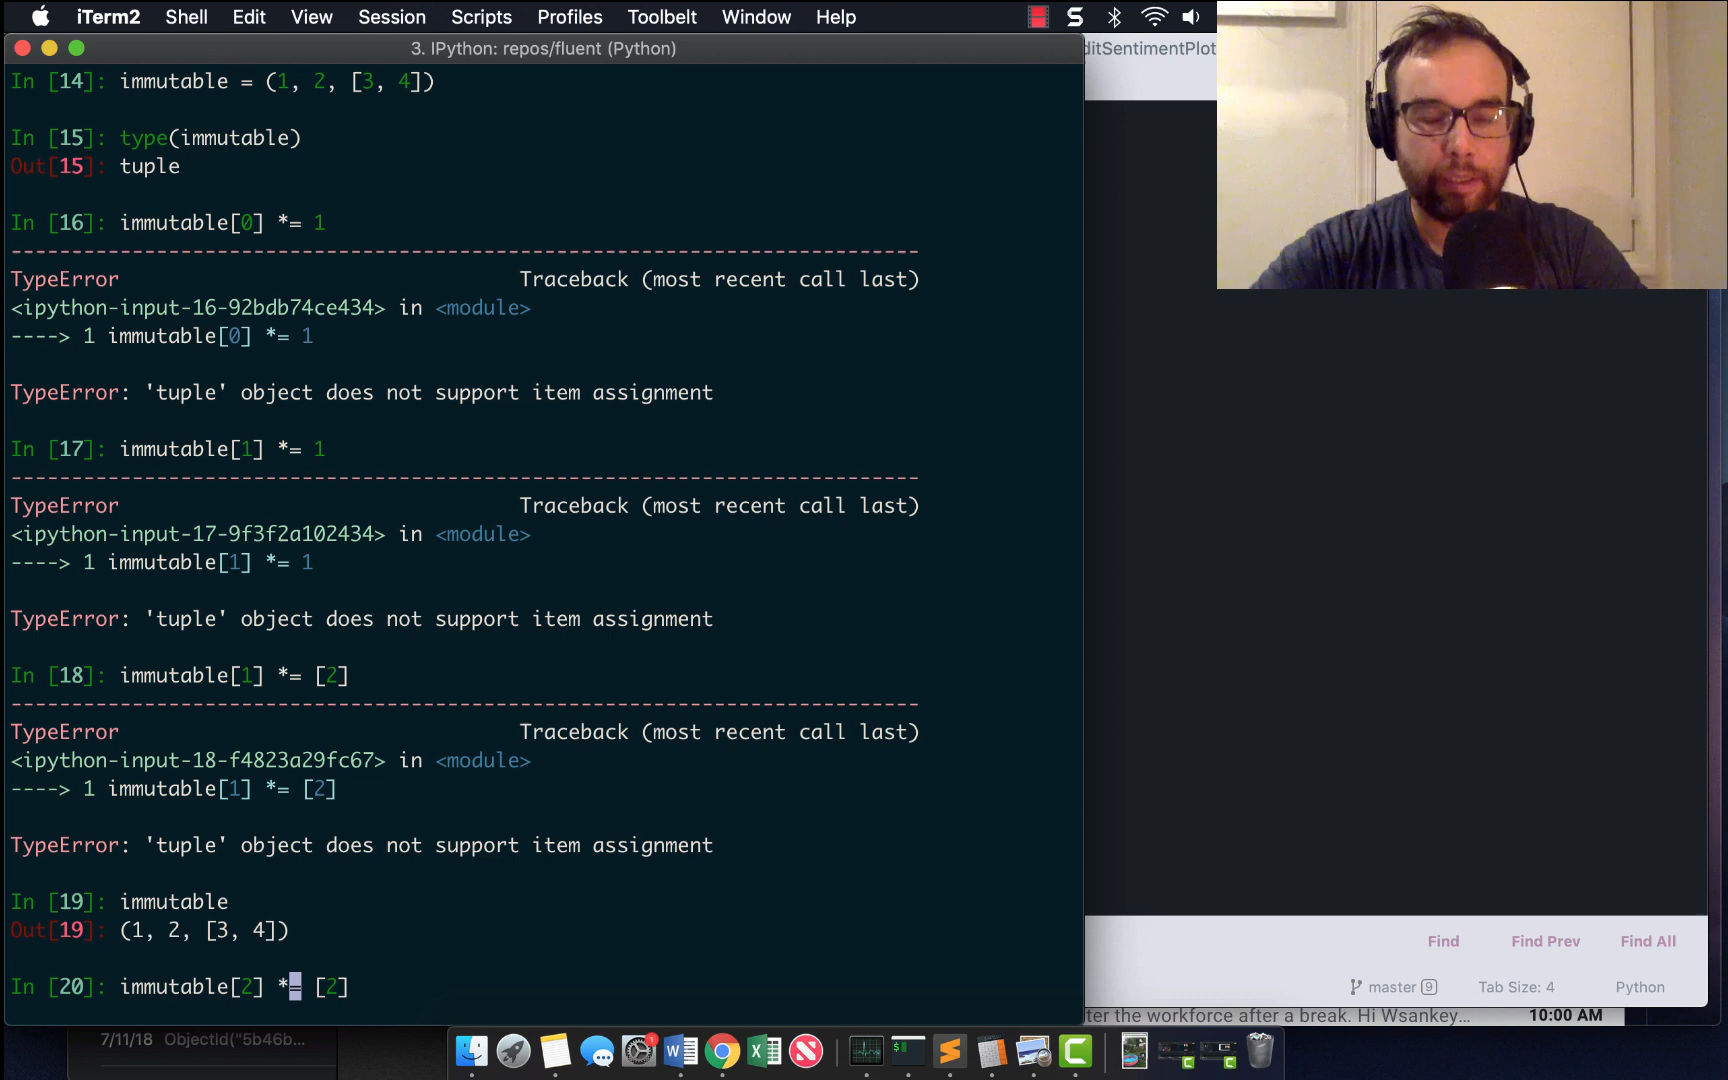 iTerm2 Shell Edit View Session Scripts Profiles Toolbelt Window Help
3. IPython: repos/fluent (Python)
ditSentimentPlot
In [14]: immutable = (1, 2, [3, 4])
In [15]: type(immutable)
Out[15]: tuple
In [16]: immutable[0] *= 1
---------------------------------------------------------------------------
TypeError Traceback (most recent call last)
<ipython-input-16-92bdb74ce434> in <module>
----> 1 immutable[0] *= 1
TypeError: 'tuple' object does not support item assignment
In [17]: immutable[1] *= 1
---------------------------------------------------------------------------
TypeError Traceback (most recent call last)
<ipython-input-17-9f3f2a102434> in <module>
----> 1 immutable[1] *= 1
TypeError: 'tuple' object does not support item assignment
In [18]: immutable[1] *= [2]
---------------------------------------------------------------------------
TypeError Traceback (most recent call last)
<ipython-input-18-f4823a29fc67> in <module>
----> 1 immutable[1] *= [2]
TypeError: 'tuple' object does not support item assignment
In [19]: immutable
Out[19]: (1, 2, [3, 4])
In [20]: immutable[2] *= [2]
Find Find Prev Find All
master 9 Tab Size: 4 Python
ter the workforce after a break. Hi Wsankey... 10:00 AM
7/11/18 ObjectId("5b46b...